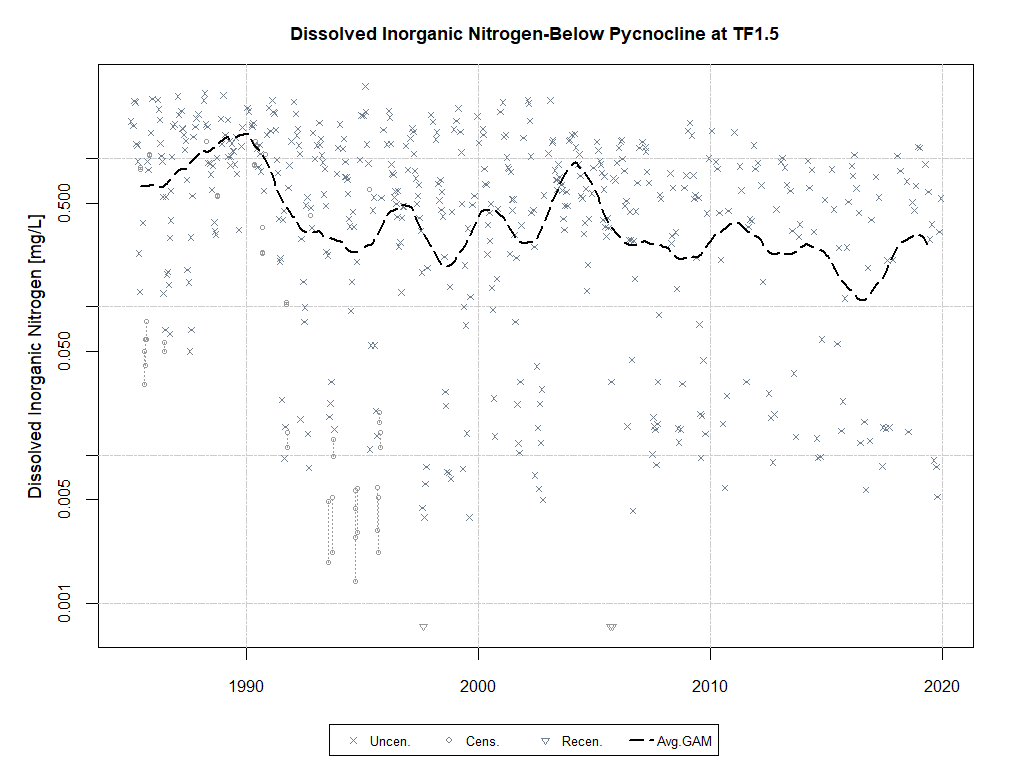 Dissolved Inorganic Nitrogen-Below Pycnocline at TF1.5
Dissolved Inorganic Nitrogen [mg/L]
0.500
0.050
0.005
0.001
1990 2000 2010 2020
Uncen. Cens. Recen. Avg.GAM